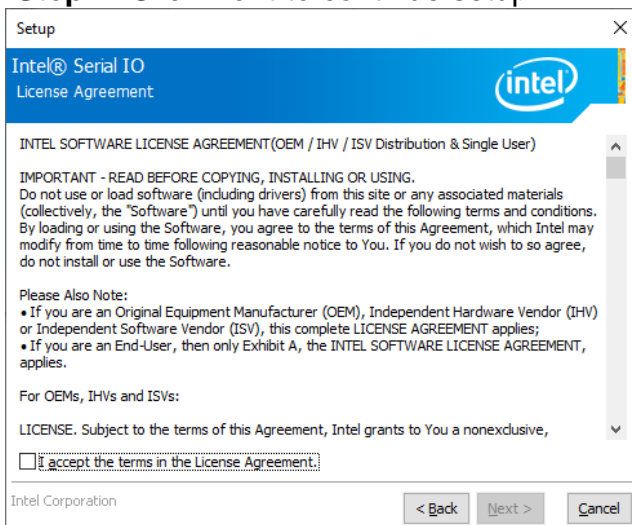 Setup
Intel® Serial IO
License Agreement
intel
INTEL SOFTWARE LICENSE AGREEMENT(OEM / IHV / ISV Distribution & Single User)
IMPORTANT - READ BEFORE COPYING, INSTALLING OR USING.
Do not use or load software (including drivers) from this site or any associated materials
(collectively, the "Software") until you have carefully read the following terms and conditions.
By loading or using the Software, you agree to the terms of this Agreement, which Intel may
modify from time to time following reasonable notice to You. If you do not wish to so agree,
do not install or use the Software.
Please Also Note:
• If you are an Original Equipment Manufacturer (OEM), Independent Hardware Vendor (IHV)
or Independent Software Vendor (ISV), this complete LICENSE AGREEMENT applies;
• If you are an End-User, then only Exhibit A, the INTEL SOFTWARE LICENSE AGREEMENT,
applies.
For OEMs, IHVs and ISVs:
LICENSE. Subject to the terms of this Agreement, Intel grants to You a nonexclusive,
I accept the terms in the License Agreement.
Intel Corporation
< Back Next > Cancel